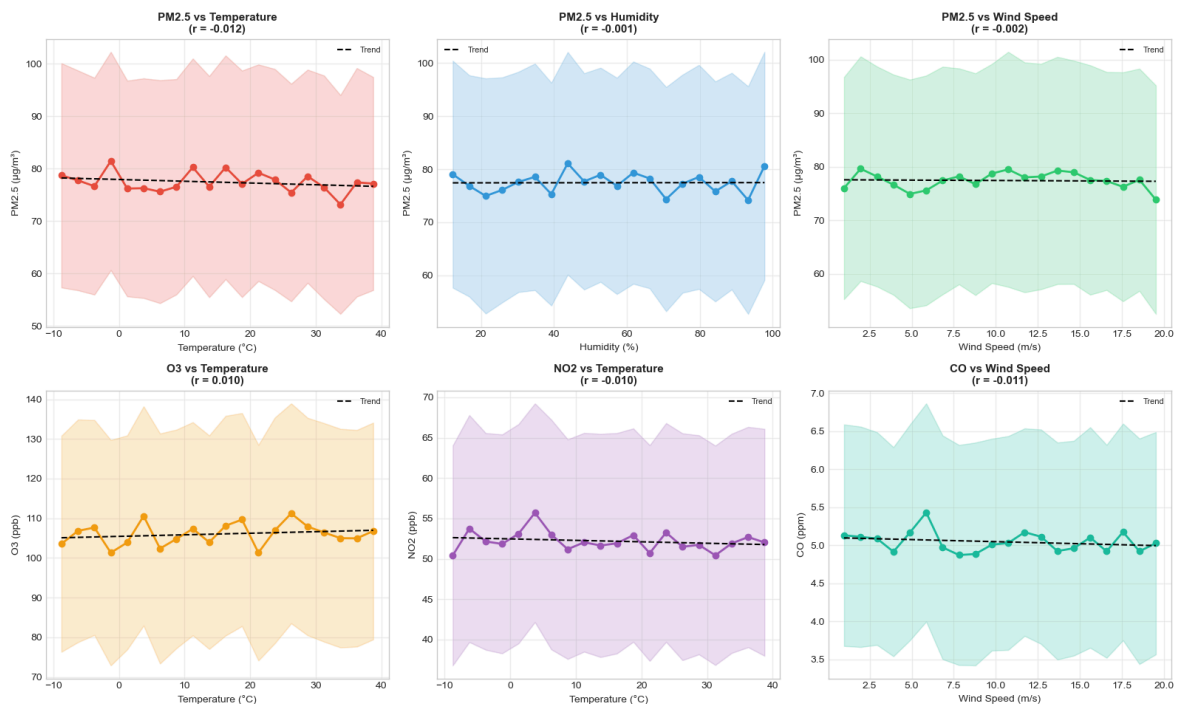 PM2.5 vs Temperature
(r = -0.012)
Trend
100
90
80
70
60
50
PM2.5 (µg/m³)
−10 0 10 20 30 40
Temperature (°C)
PM2.5 vs Humidity
(r = -0.001)
Trend
100
90
80
70
60
PM2.5 (µg/m³)
20 40 60 80 100
Humidity (%)
PM2.5 vs Wind Speed
(r = -0.002)
Trend
100
90
80
70
60
PM2.5 (µg/m³)
2.5 5.0 7.5 10.0 12.5 15.0 17.5 20.0
Wind Speed (m/s)
O3 vs Temperature
(r = 0.010)
Trend
140
130
120
110
100
90
80
70
O3 (ppb)
−10 0 10 20 30 40
Temperature (°C)
NO2 vs Temperature
(r = -0.010)
Trend
70
65
60
55
50
45
40
NO2 (ppb)
−10 0 10 20 30 40
Temperature (°C)
CO vs Wind Speed
(r = -0.011)
Trend
7.0
6.5
6.0
5.5
5.0
4.5
4.0
3.5
CO (ppm)
2.5 5.0 7.5 10.0 12.5 15.0 17.5 20.0
Wind Speed (m/s)